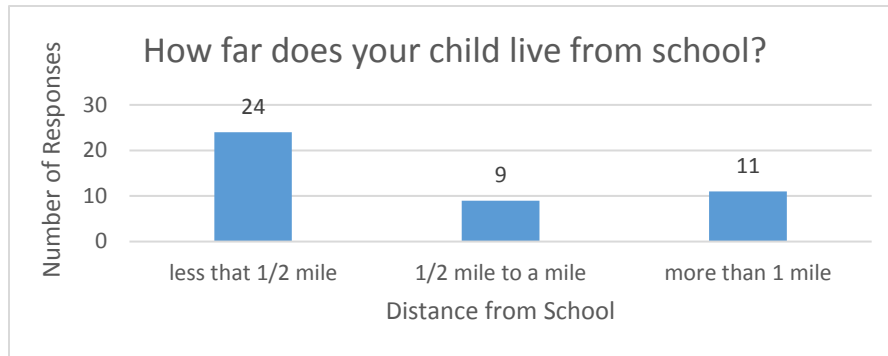 How far does your child live from school?
Number of Responses
30
20
10
0
24
9
11
less that 1/2 mile
1/2 mile to a mile
more than 1 mile
Distance from School